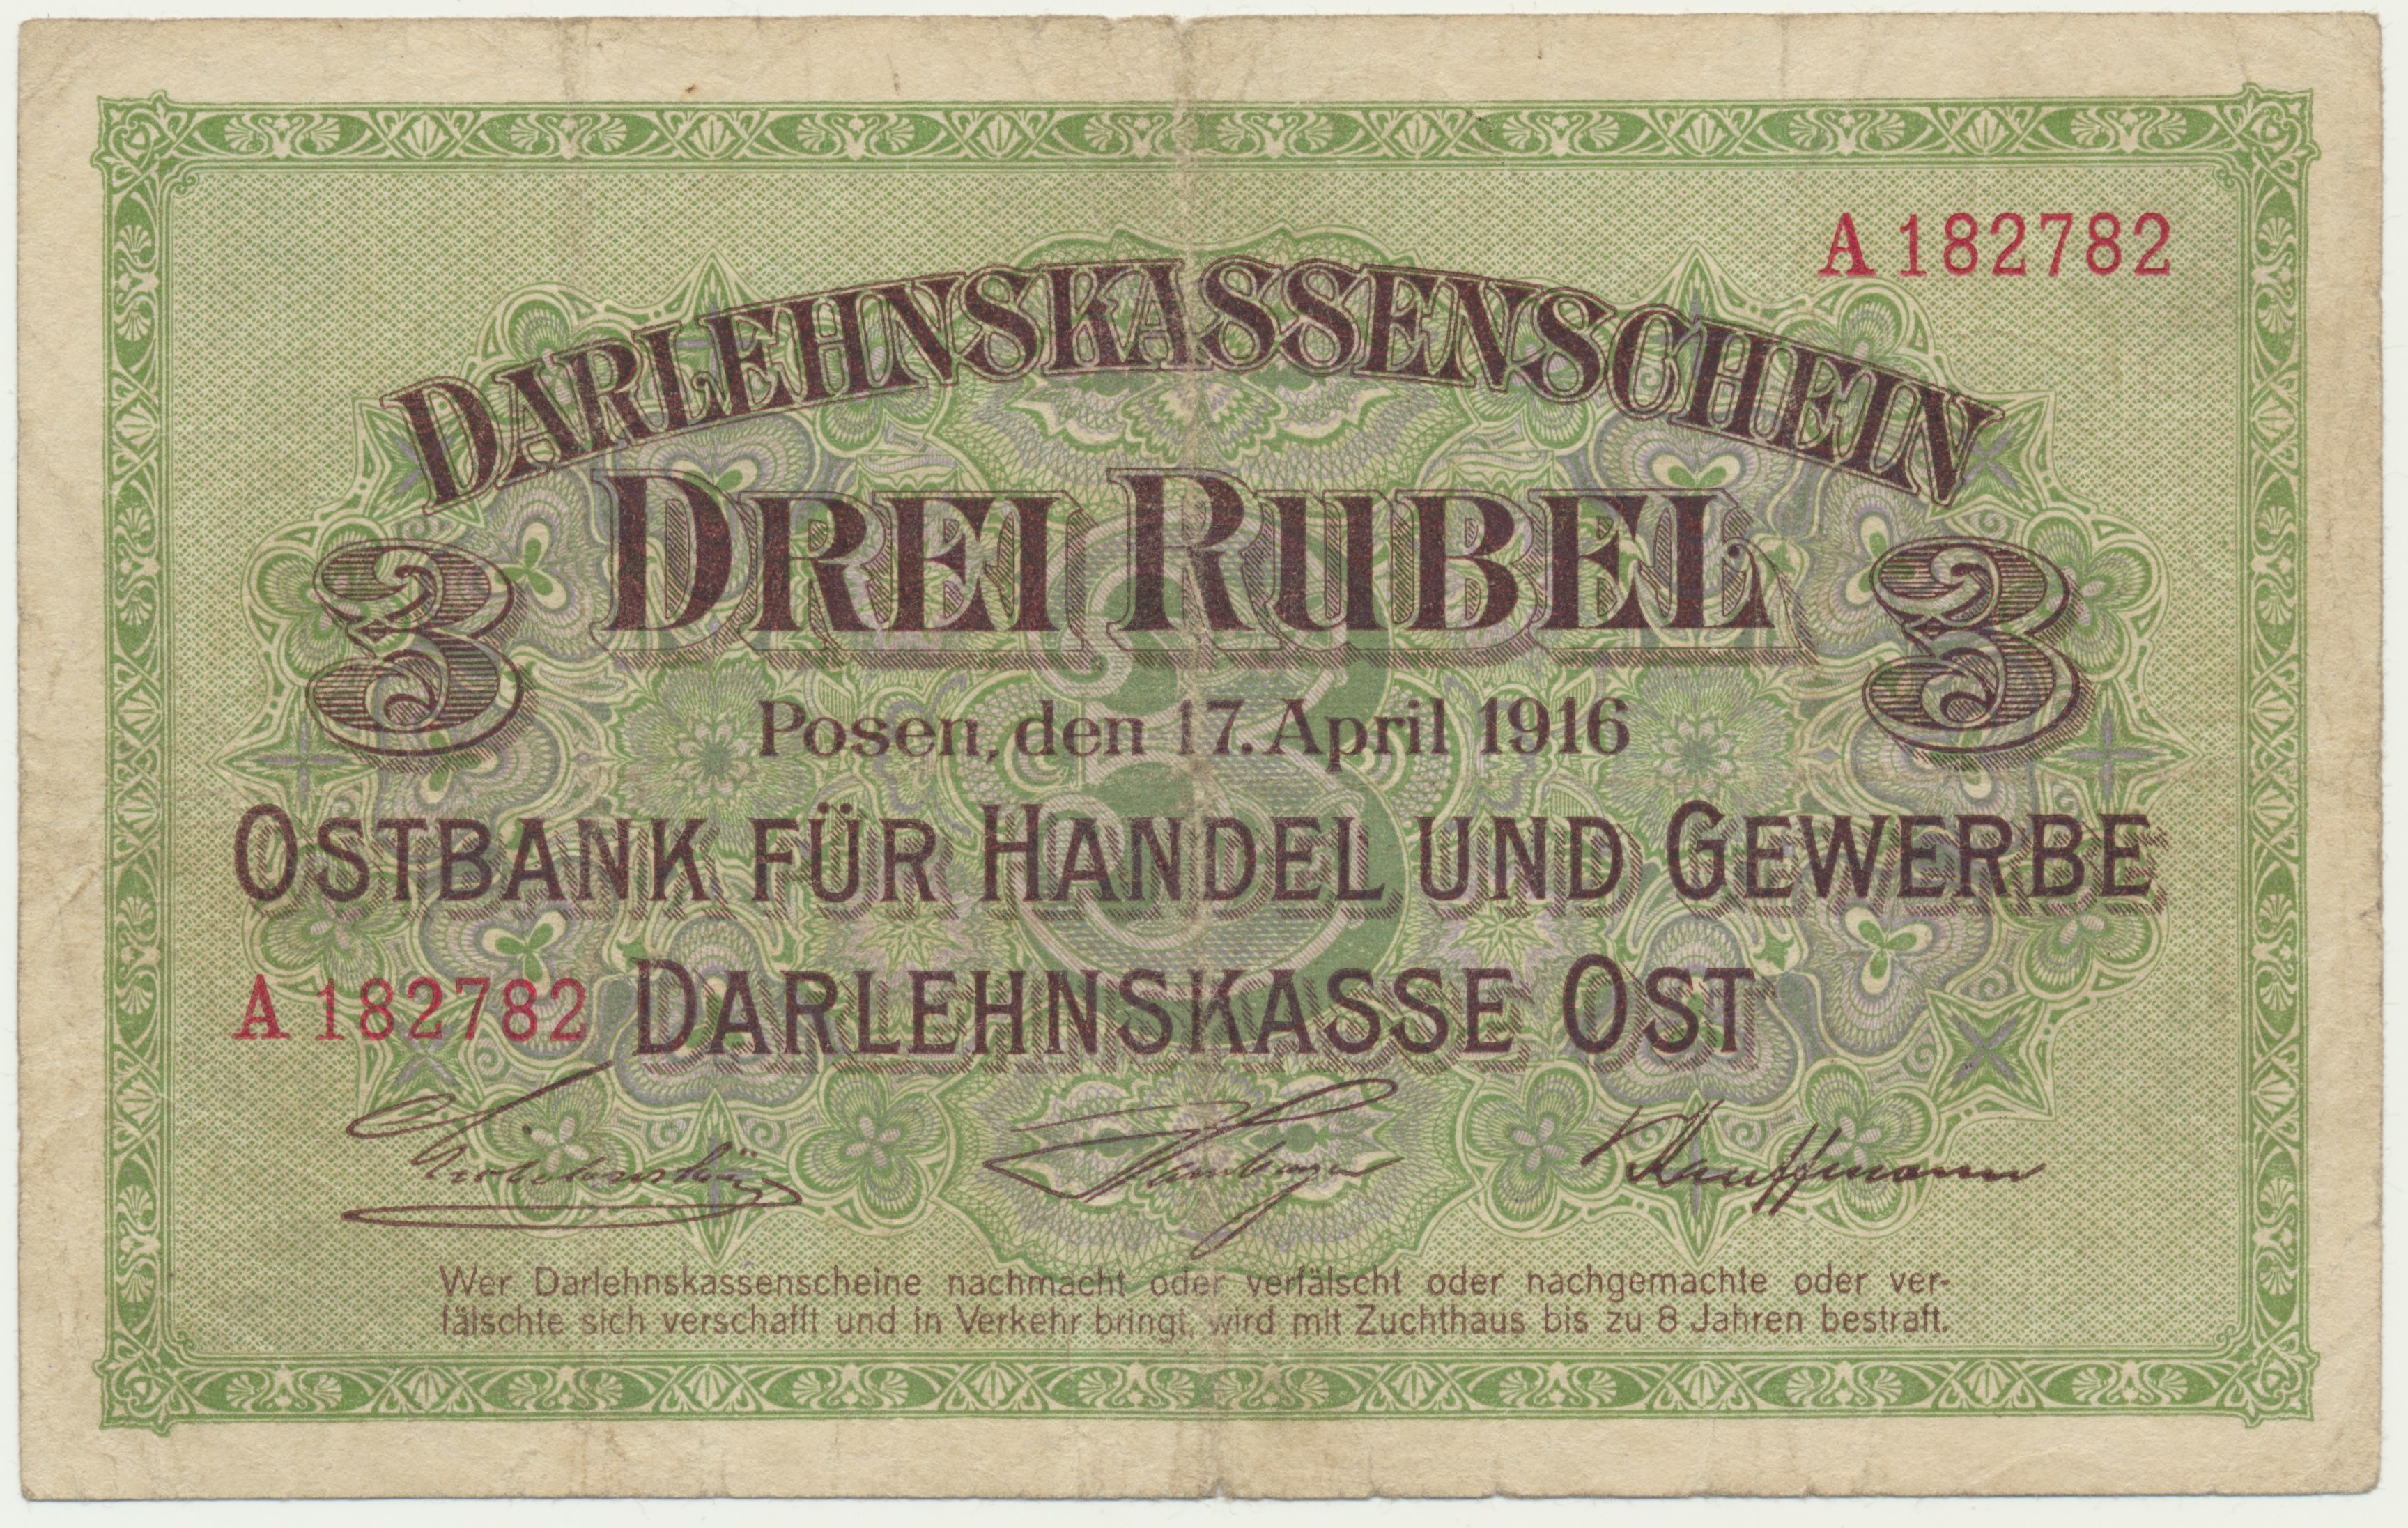 A 182782
DARLEHNSKASSENSCHEIN
3 DREI RUBEL 3
Posen, den 17. April 1916
OSTBANK FÜR HANDEL UND GEWERBE
A 182782 DARLEHNSKASSE OST
Hamburger Kauffmann
Wer Darlehnskassenscheine nachmacht oder verfälscht oder nachgemachte oder ver-
fälschte sich verschafft und in Verkehr bringt, wird mit Zuchthaus bis zu 8 Jahren bestraft.